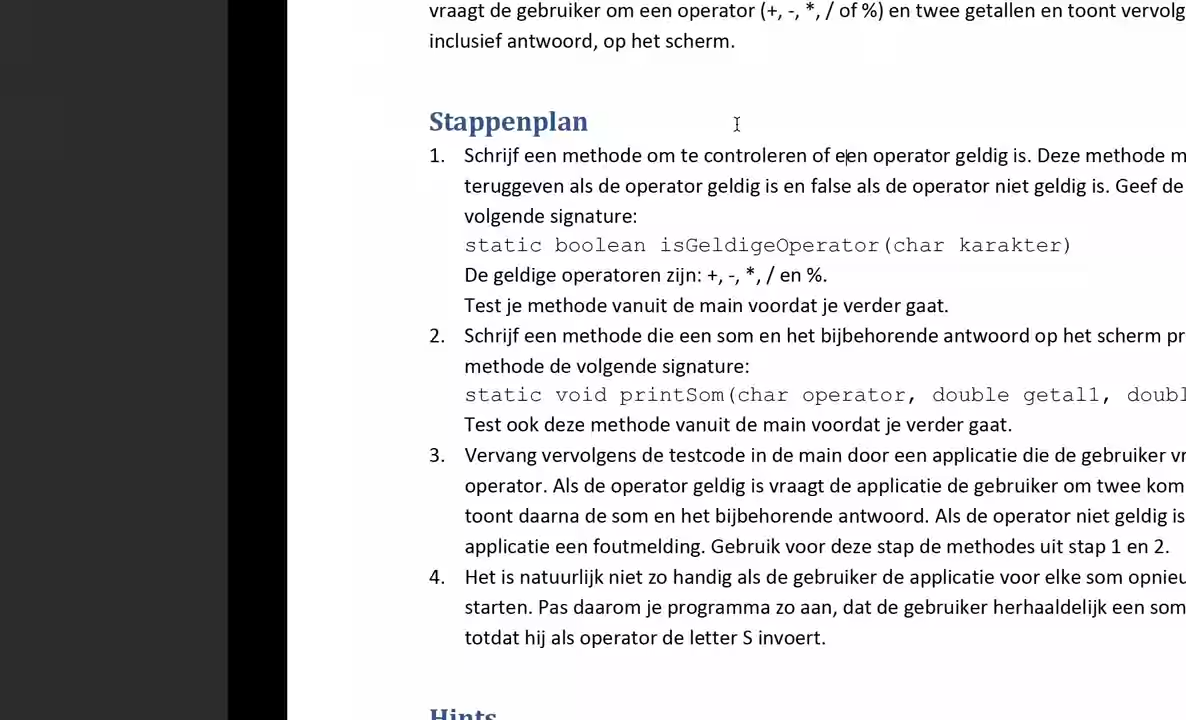 vraagt de gebruiker om een operator (+, -, *, / of %) en twee getallen en toont vervolg
inclusief antwoord, op het scherm.
Stappenplan
1. Schrijf een methode om te controleren of een operator geldig is. Deze methode m
teruggeven als de operator geldig is en false als de operator niet geldig is. Geef de
volgende signature:
static boolean isGeldigeOperator(char karakter)
De geldige operatoren zijn: +, -, *, / en %.
Test je methode vanuit de main voordat je verder gaat.
2. Schrijf een methode die een som en het bijbehorende antwoord op het scherm pr
methode de volgende signature:
static void printSom(char operator, double getal1, doubl
Test ook deze methode vanuit de main voordat je verder gaat.
3. Vervang vervolgens de testcode in de main door een applicatie die de gebruiker vr
operator. Als de operator geldig is vraagt de applicatie de gebruiker om twee kom
toont daarna de som en het bijbehorende antwoord. Als de operator niet geldig is
applicatie een foutmelding. Gebruik voor deze stap de methodes uit stap 1 en 2.
4. Het is natuurlijk niet zo handig als de gebruiker de applicatie voor elke som opnieu
starten. Pas daarom je programma zo aan, dat de gebruiker herhaaldelijk een som
totdat hij als operator de letter S invoert.
Hints